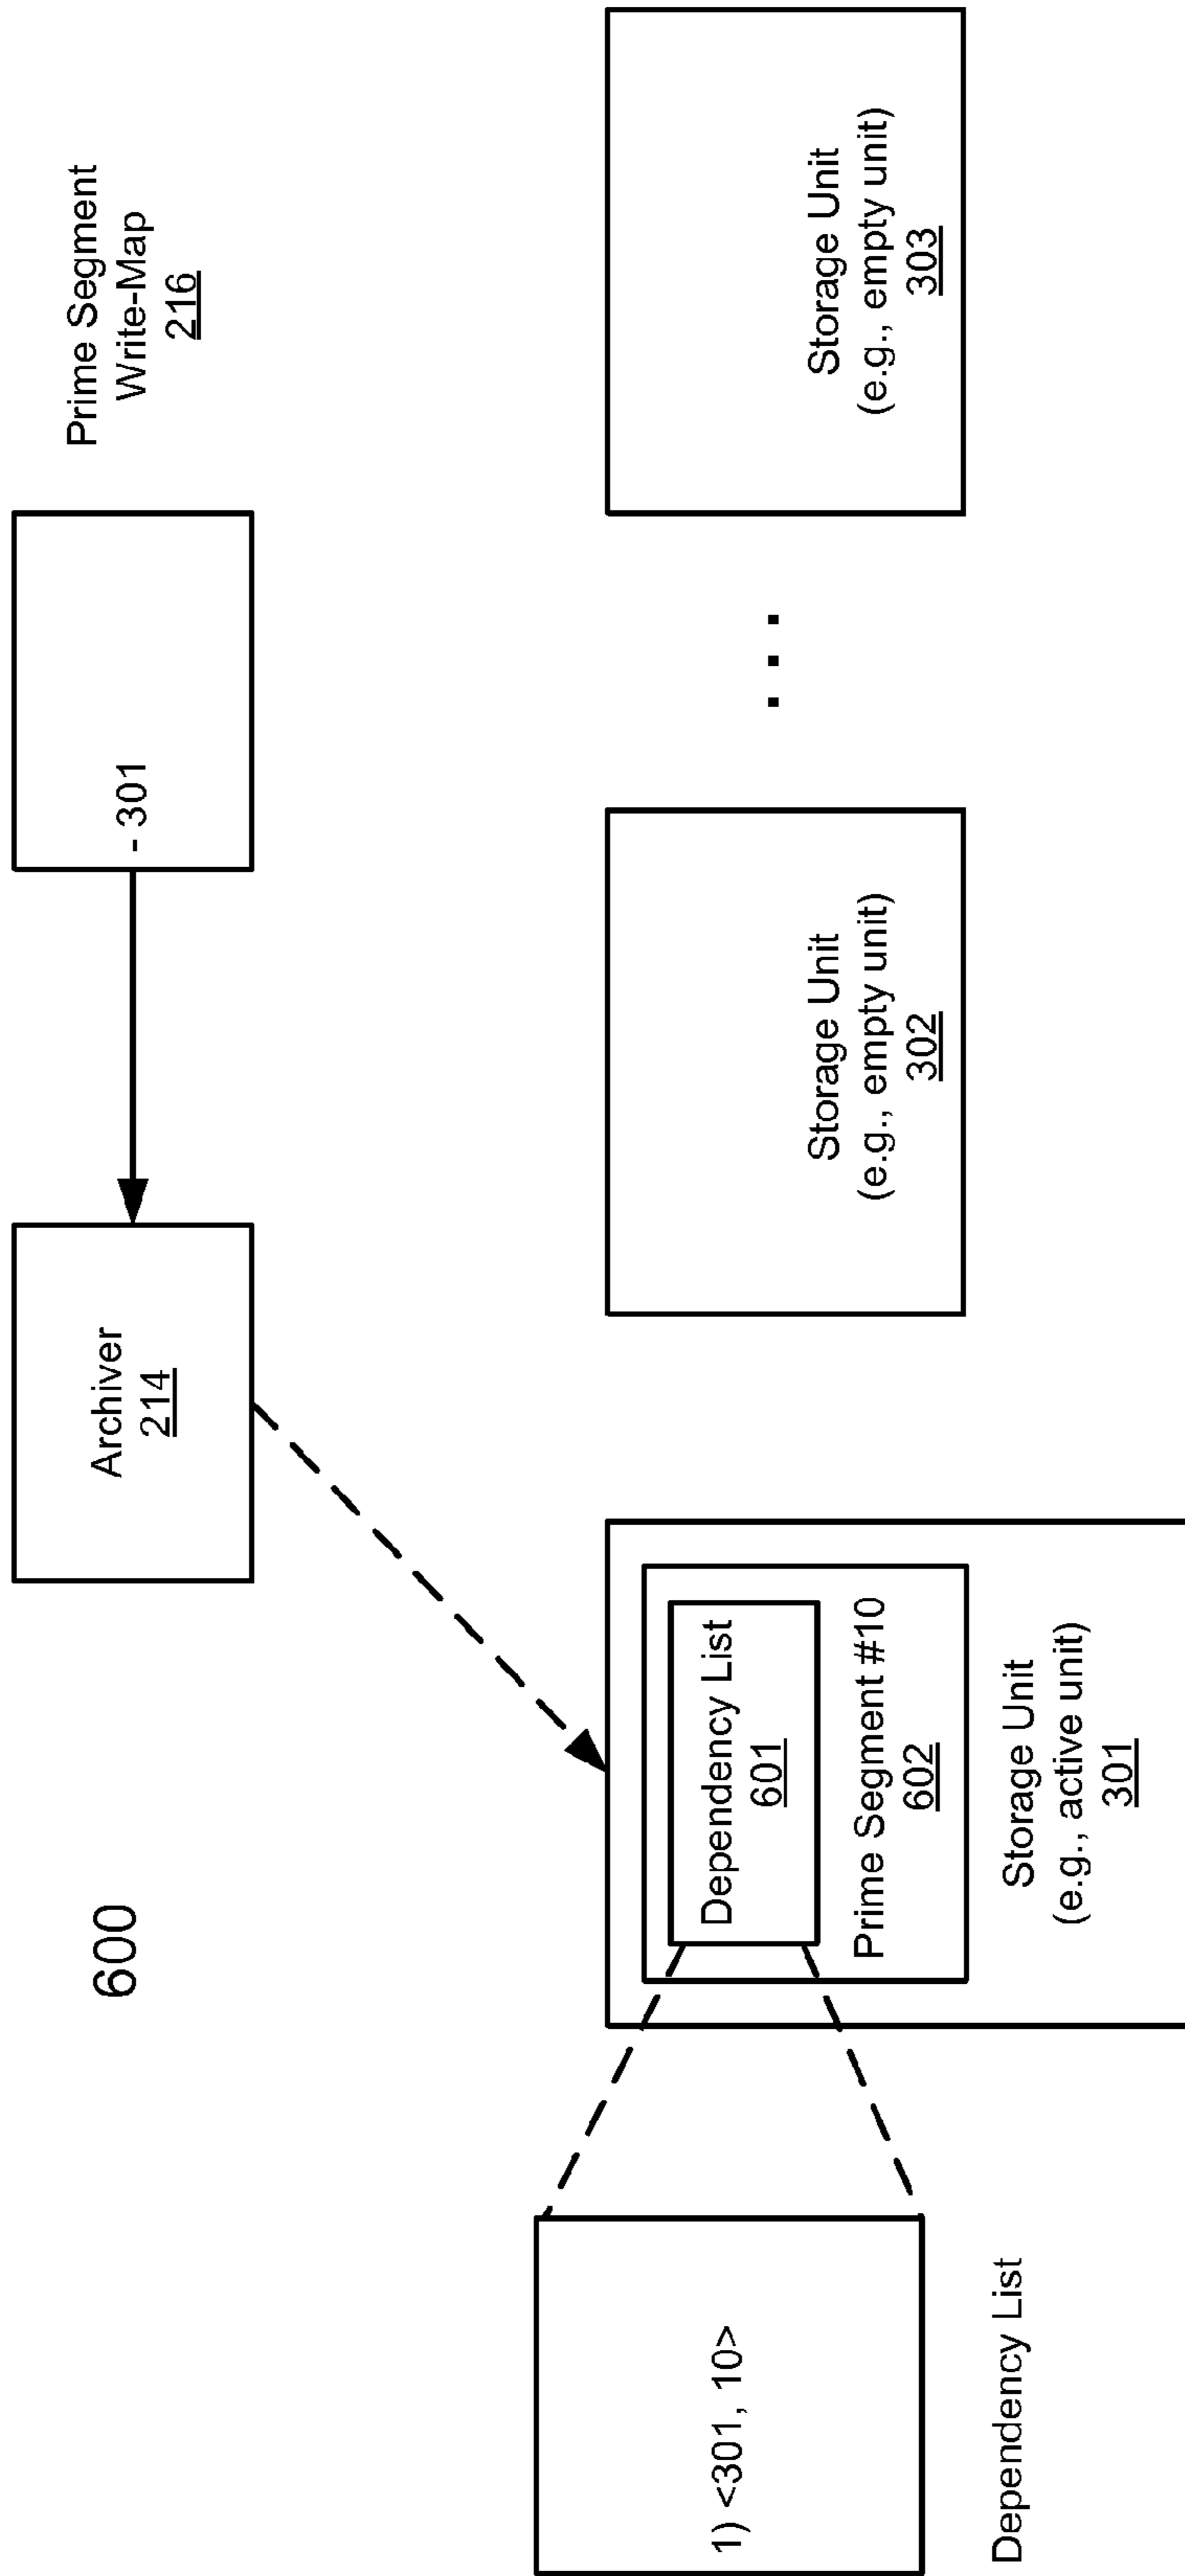 600
Archiver
214
- 301
Prime Segment
Write-Map
216
1) <301, 10>
Dependency List
Dependency List
601
Prime Segment #10
602
Storage Unit
(e.g., active unit)
301
Storage Unit
(e.g., empty unit)
302
. . .
Storage Unit
(e.g., empty unit)
303